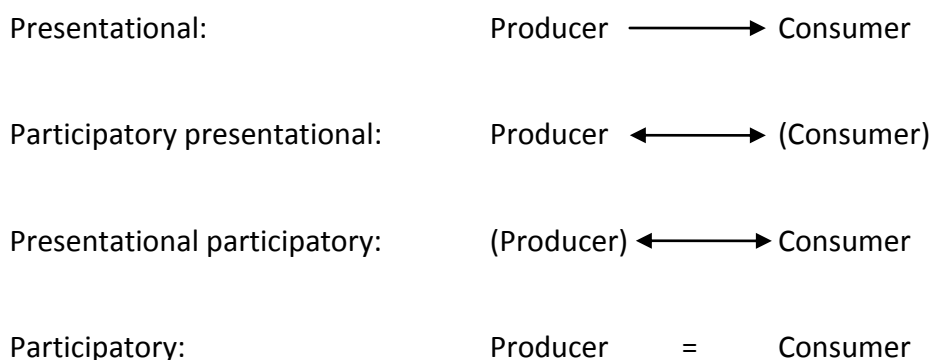 Presentational: Producer Consumer
Participatory presentational: Producer (Consumer)
Presentational participatory: (Producer) Consumer
Participatory: Producer = Consumer